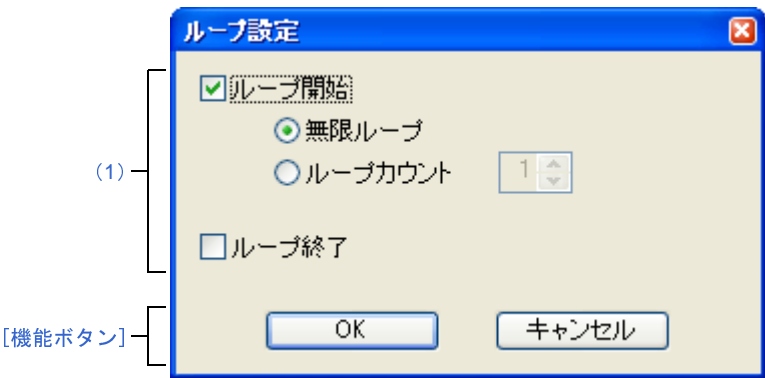 ループ設定
ループ開始
無限ループ
(1)
ループカウント 1
ループ終了
[機能ボタン]
OK キャンセル